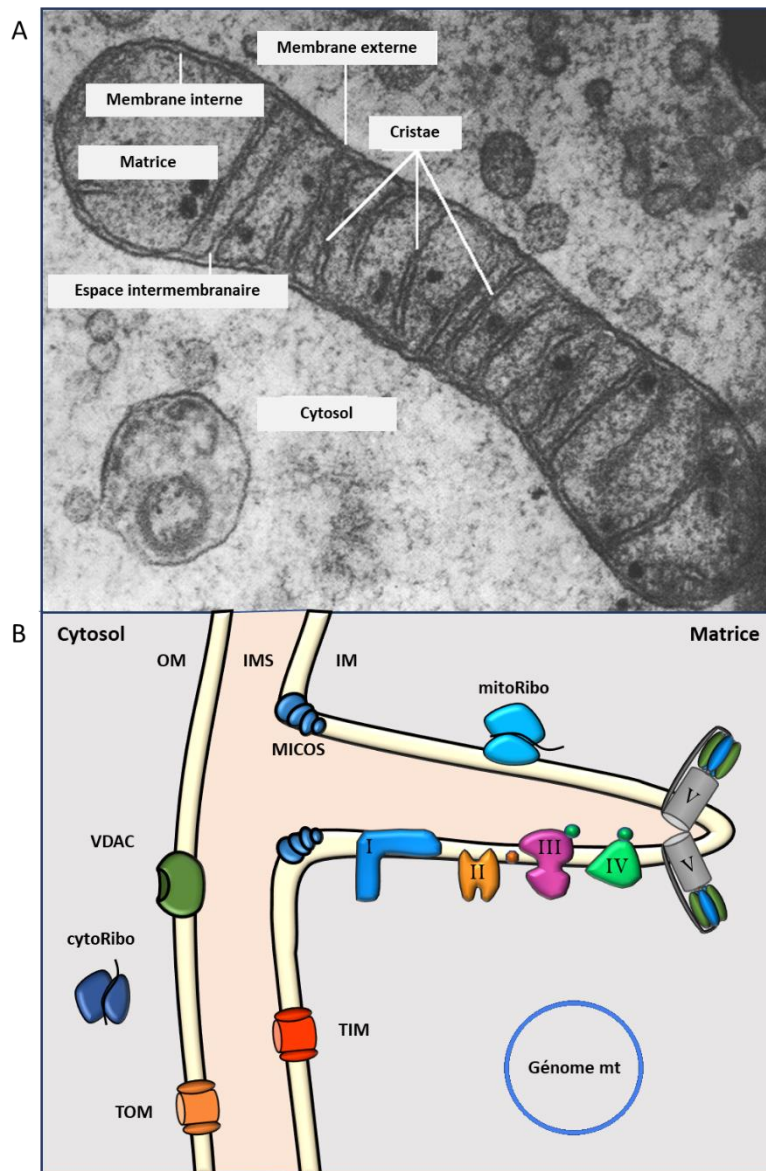 A
Membrane externe
Membrane interne
Cristae
Matrice
Espace intermembranaire
Cytosol
B
Cytosol
Matrice
OM
IMS
IM
mitoRibo
MICOS
V
VDAC
I
II
III
IV
V
cytoRibo
TIM
Génome mt
TOM